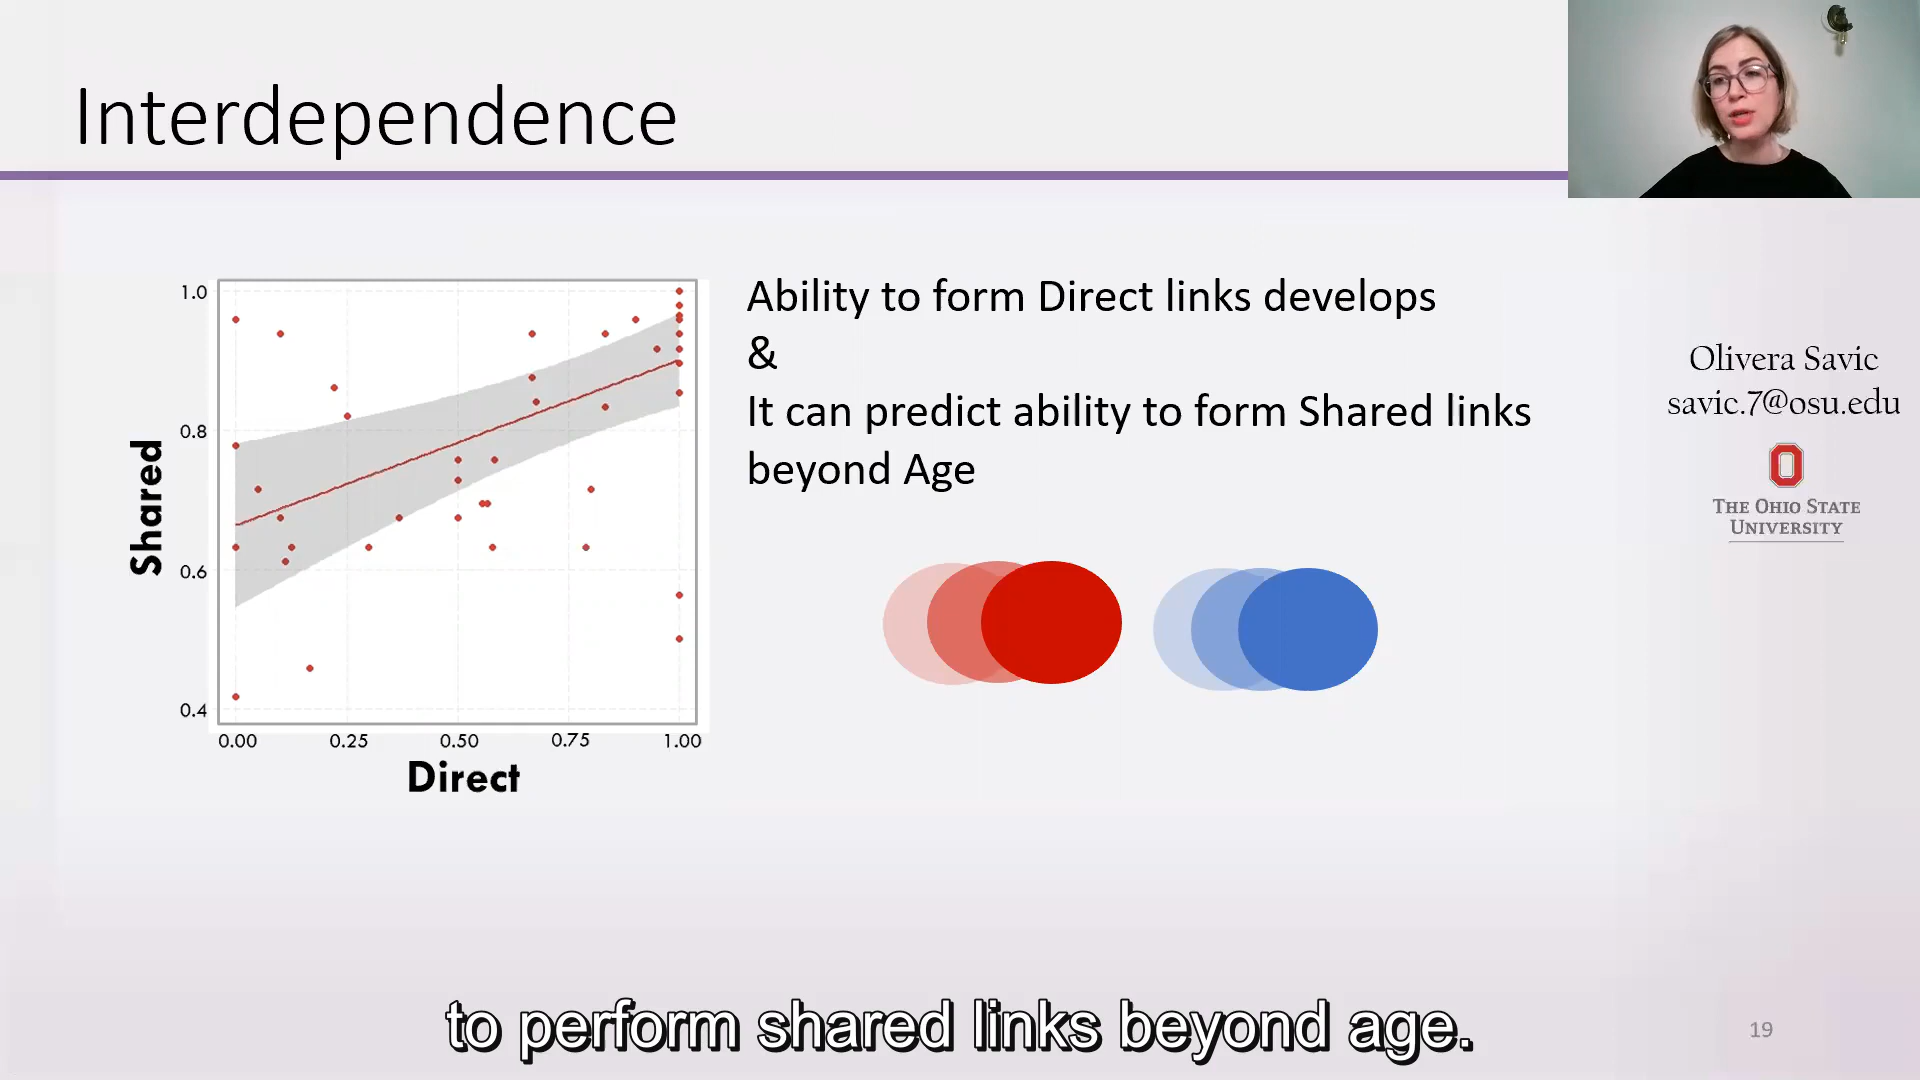 Interdependence
1.0
0.8
0.6
0.4
Shared
0.00 0.25 0.50 0.75 1.00
Direct
Ability to form Direct links develops
&
It can predict ability to form Shared links
beyond Age
Olivera Savic
savic.7@osu.edu
THE OHIO STATE
UNIVERSITY
to perform shared links beyond age.
19